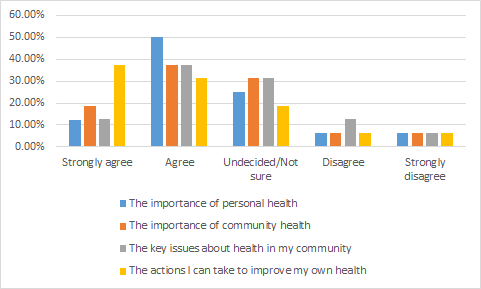 60.00%
50.00%
40.00%
30.00%
20.00%
10.00%
0.00%
Strongly agree
Agree
Undecided/Not
sure
Disagree
Strongly
disagree
The importance of personal health
The importance of community health
The key issues about health in my community
The actions I can take to improve my own health